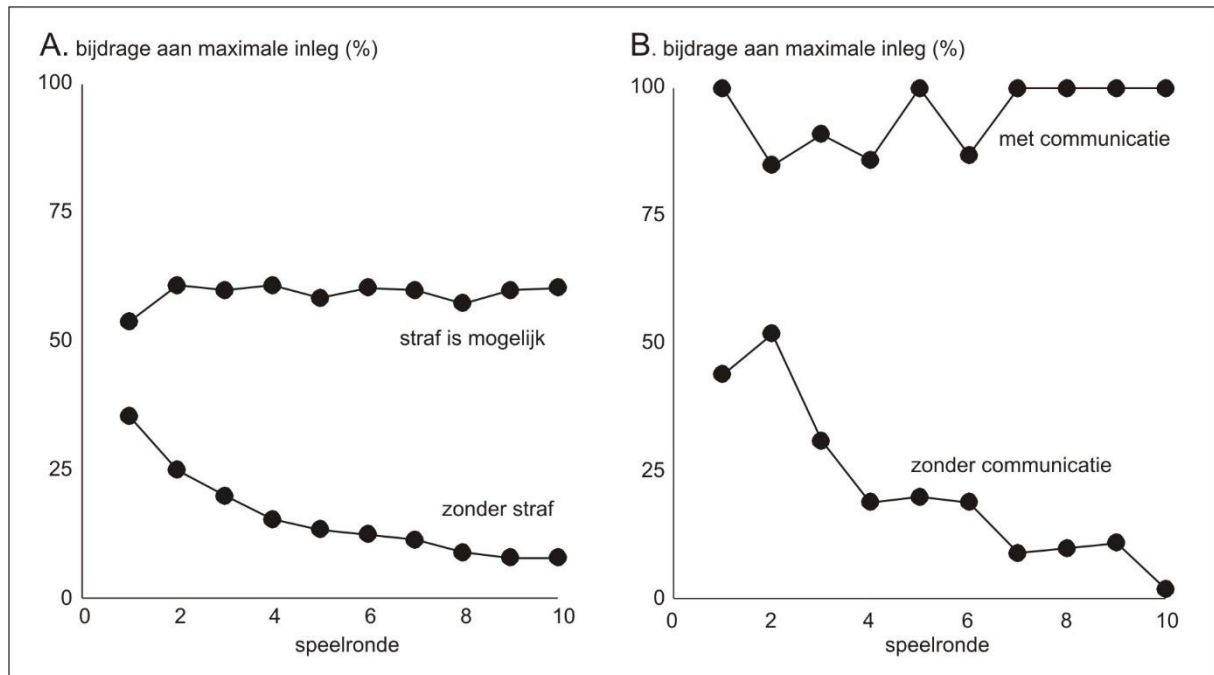 A. bijdrage aan maximale inleg (%)
100
75
50
25
0
straf is mogelijk
zonder straf
0 2 4 6 8 10
speelronde
B. bijdrage aan maximale inleg (%)
100
75
50
25
0
met communicatie
zonder communicatie
0 2 4 6 8 10
speelronde